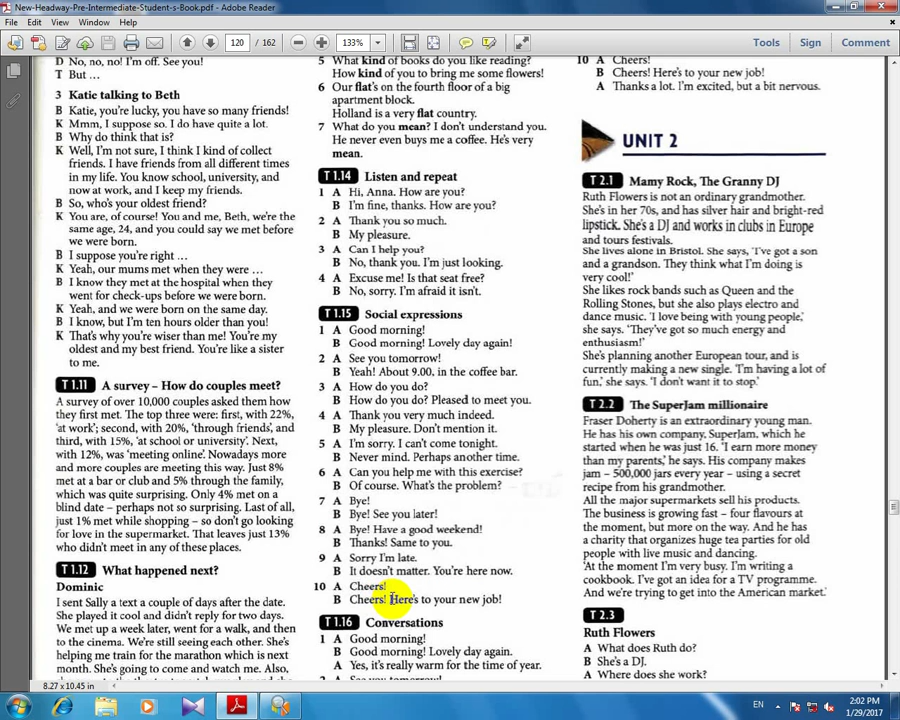 New-Headway-Pre-Intermediate-Student-s-Book.pdf - Adobe Reader
File Edit View Window Help
120 / 162
133%
Tools Sign Comment
D No, no, no! I'm off. See you!
T But …
3 Katie talking to Beth
B Katie, you're lucky, you have so many friends!
K Mmm, I suppose so. I do have quite a lot.
B Why do think that is?
K Well, I'm not sure, I think I kind of collect
friends. I have friends from all different times
in my life. You know school, university, and
now at work, and I keep my friends.
B So, who's your oldest friend?
K You are, of course! You and me, Beth, we're the
same age, 24, and you could say we met before
we were born.
B I suppose you're right …
K Yeah, our mums met when they were …
B I know they met at the hospital when they
went for check-ups before we were born.
K Yeah, and we were born on the same day.
B I know, but I'm ten hours older than you!
K That's why you're wiser than me! You're my
oldest and my best friend. You're like a sister
to me.
T 1.11 A survey – How do couples meet?
A survey of over 10,000 couples asked them how
they first met. The top three were: first, with 22%,
'at work'; second, with 20%, 'through friends', and
third, with 15%, 'at school or university'. Next,
with 12%, was 'meeting online'. Nowadays more
and more couples are meeting this way. Just 8%
met at a bar or club and 5% through the family,
which was quite surprising. Only 4% met on a
blind date – perhaps not so surprising. Last of all,
just 1% met while shopping – so don't go looking
for love in the supermarket. That leaves just 13%
who didn't meet in any of these places.
T 1.12 What happened next?
Dominic
I sent Sally a text a couple of days after the date.
She played it cool and didn't reply for two days.
We met up a week later, went for a walk, and then
to the cinema. We're still seeing each other. She's
helping me train for the marathon which is next
month. She's going to come and watch me. Also,
5 What kind of books do you like reading?
How kind of you to bring me some flowers!
6 Our flat's on the fourth floor of a big
apartment block.
Holland is a very flat country.
7 What do you mean? I don't understand you.
He never even buys me a coffee. He's very
mean.
T 1.14 Listen and repeat
1 A Hi, Anna. How are you?
B I'm fine, thanks. How are you?
2 A Thank you so much.
B My pleasure.
3 A Can I help you?
B No, thank you. I'm just looking.
4 A Excuse me! Is that seat free?
B No, sorry. I'm afraid it isn't.
T 1.15 Social expressions
1 A Good morning!
B Good morning! Lovely day again!
2 A See you tomorrow!
B Yeah! About 9.00, in the coffee bar.
3 A How do you do?
B How do you do? Pleased to meet you.
4 A Thank you very much indeed.
B My pleasure. Don't mention it.
5 A I'm sorry. I can't come tonight.
B Never mind. Perhaps another time.
6 A Can you help me with this exercise?
B Of course. What's the problem?
7 A Bye!
B Bye! See you later!
8 A Bye! Have a good weekend!
B Thanks! Same to you.
9 A Sorry I'm late.
B It doesn't matter. You're here now.
10 A Cheers!
B Cheers! Here's to your new job!
T 1.16 Conversations
1 A Good morning!
B Good morning! Lovely day again.
A Yes, it's really warm for the time of year.
2 A See you tomorrow!
10 A Cheers!
B Cheers! Here's to your new job!
A Thanks a lot. I'm excited, but a bit nervous.
UNIT 2
T 2.1 Mamy Rock, The Granny DJ
Ruth Flowers is not an ordinary grandmother.
She's in her 70s, and has silver hair and bright-red
lipstick. She's a DJ and works in clubs in Europe
and tours festivals.
She lives alone in Bristol. She says, 'I've got a son
and a grandson. They think what I'm doing is
very cool!'
She likes rock bands such as Queen and the
Rolling Stones, but she also plays electro and
dance music. 'I love being with young people,'
she says. 'They've got so much energy and
enthusiasm!'
She's planning another European tour, and is
currently making a new single. 'I'm having a lot of
fun,' she says. 'I don't want it to stop.'
T 2.2 The SuperJam millionaire
Fraser Doherty is an extraordinary young man.
He has his own company, SuperJam, which he
started when he was just 16. 'I earn more money
than my parents,' he says. His company makes
jam – 500,000 jars every year – using a secret
recipe from his grandmother.
All the major supermarkets sell his products.
The business is growing fast – four flavours at
the moment, but more on the way. And he has
a charity that organizes huge tea parties for old
people with live music and dancing.
'At the moment I'm very busy. I'm writing a
cookbook. I've got an idea for a TV programme.
And we're trying to get into the American market.'
T 2.3
Ruth Flowers
A What does Ruth do?
B She's a DJ.
A Where does she work?
8.27 x 10.45 in
EN
2:02 PM
1/29/2017